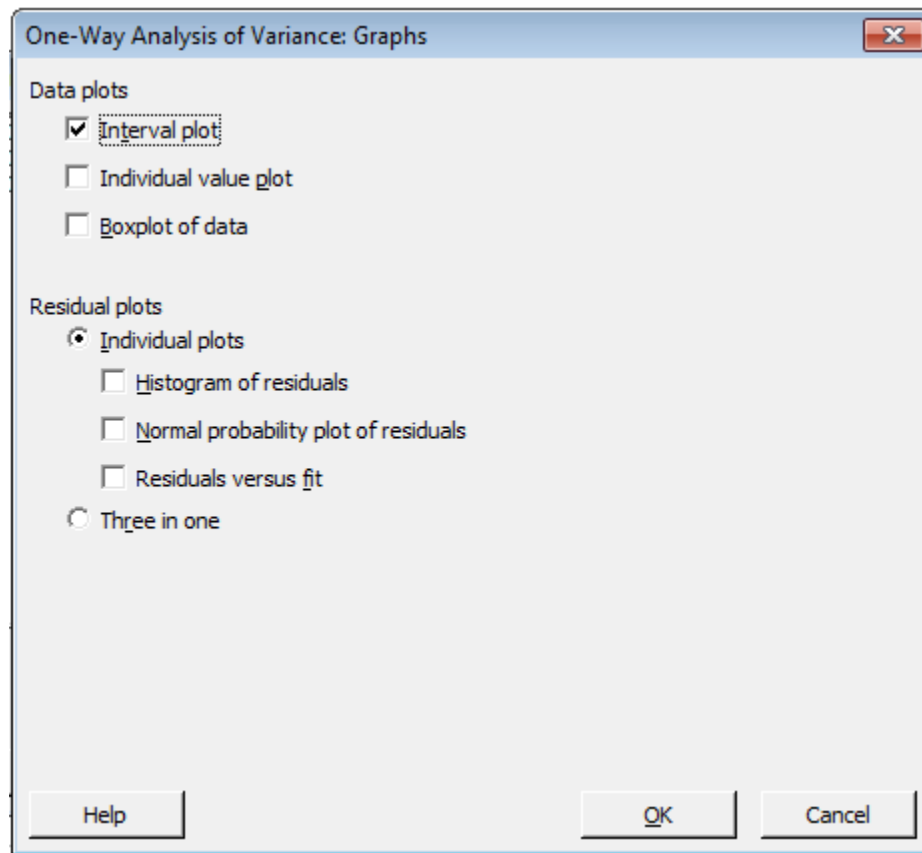 One-Way Analysis of Variance: Graphs
Data plots
Interval plot
Individual value plot
Boxplot of data
Residual plots
Individual plots
Histogram of residuals
Normal probability plot of residuals
Residuals versus fit
Three in one
Help OK Cancel